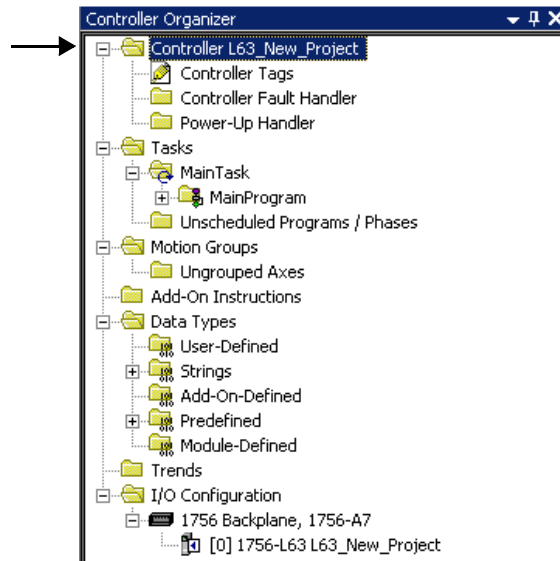 Controller Organizer
Controller L63_New_Project
Controller Tags
Controller Fault Handler
Power-Up Handler
Tasks
MainTask
MainProgram
Unscheduled Programs / Phases
Motion Groups
Ungrouped Axes
Add-On Instructions
Data Types
User-Defined
Strings
Add-On-Defined
Predefined
Module-Defined
Trends
I/O Configuration
1756 Backplane, 1756-A7
[0] 1756-L63 L63_New_Project